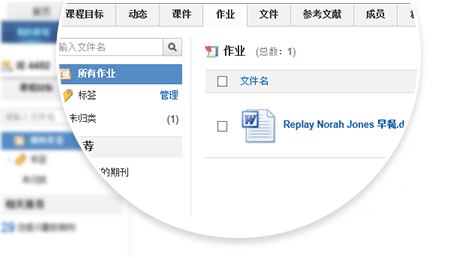 课程目标 动态 课件 作业 文件 参考文献 成员
输入文件名
作业 (总数: 1)
所有作业
文件名
标签 管理
未归类 (1)
Replay Norah Jones 早餐.d
荐
的期刊